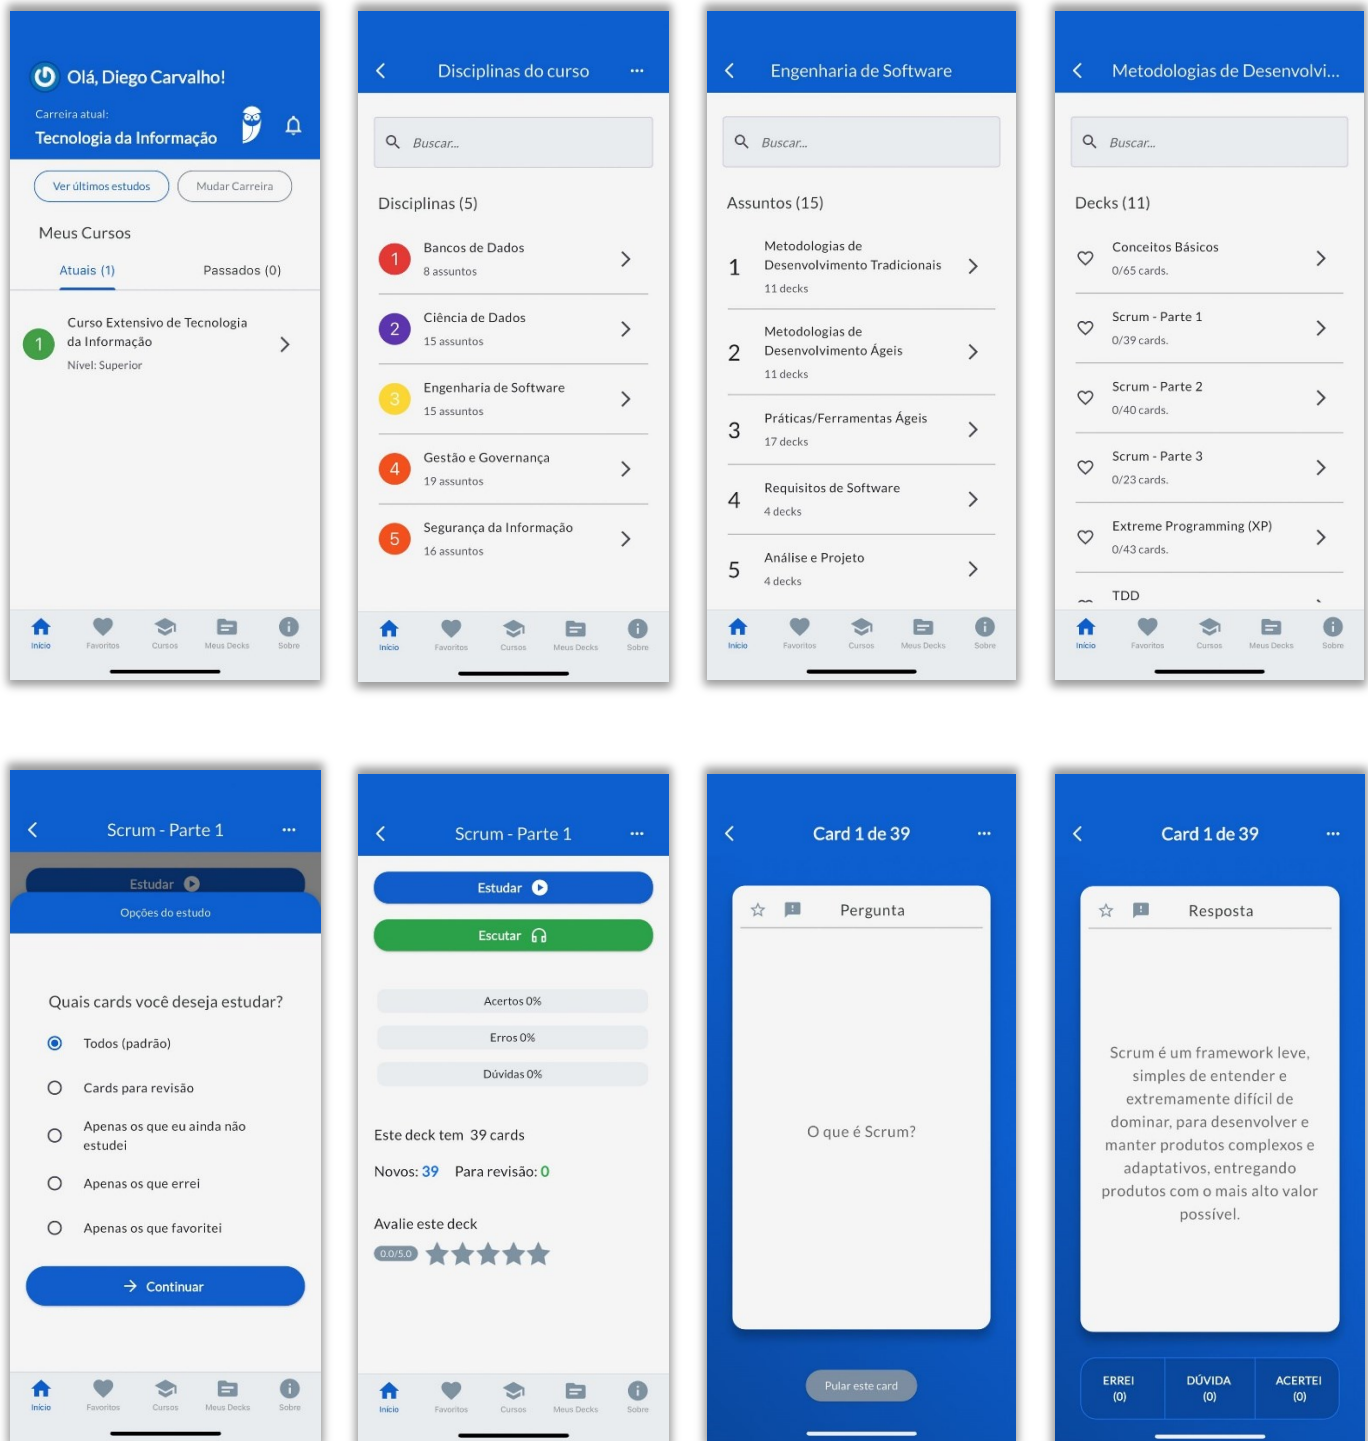 Olá, Diego Carvalho!
Carreira atual:
Tecnologia da Informação
Ver últimos estudos
Mudar Carreira
Meus Cursos
Atuais (1)
Passados (0)
1
Curso Extensivo de Tecnologia
da Informação
Nível: Superior
Início
Favoritos
Cursos
Meus Decks
Sobre
Disciplinas do curso
Buscar...
Disciplinas (5)
1
Bancos de Dados
8 assuntos
2
Ciência de Dados
15 assuntos
3
Engenharia de Software
15 assuntos
4
Gestão e Governança
19 assuntos
5
Segurança da Informação
16 assuntos
Início
Favoritos
Cursos
Meus Decks
Sobre
Engenharia de Software
Buscar...
Assuntos (15)
1
Metodologias de
Desenvolvimento Tradicionais
11 decks
2
Metodologias de
Desenvolvimento Ágeis
11 decks
3
Práticas/Ferramentas Ágeis
17 decks
4
Requisitos de Software
4 decks
5
Análise e Projeto
4 decks
Início
Favoritos
Cursos
Meus Decks
Sobre
Metodologias de Desenvolvi...
Buscar...
Decks (11)
Conceitos Básicos
0/65 cards.
Scrum - Parte 1
0/39 cards.
Scrum - Parte 2
0/40 cards.
Scrum - Parte 3
0/23 cards.
Extreme Programming (XP)
0/43 cards.
TDD
Início
Favoritos
Cursos
Meus Decks
Sobre
Scrum - Parte 1
Estudar
Opções do estudo
Quais cards você deseja estudar?
Todos (padrão)
Cards para revisão
Apenas os que eu ainda não
estudei
Apenas os que errei
Apenas os que favoritei
Continuar
Início
Favoritos
Cursos
Meus Decks
Sobre
Scrum - Parte 1
Estudar
Escutar
Acertos 0%
Erros 0%
Dúvidas 0%
Este deck tem 39 cards
Novos: 39 Para revisão: 0
Avalie este deck
0.0/5.0
Início
Favoritos
Cursos
Meus Decks
Sobre
Card 1 de 39
Pergunta
O que é Scrum?
Pular este card
Card 1 de 39
Resposta
Scrum é um framework leve,
simples de entender e
extremamente difícil de
dominar, para desenvolver e
manter produtos complexos e
adaptativos, entregando
produtos com o mais alto valor
possível.
ERREI
(0)
DÚVIDA
(0)
ACERTEI
(0)